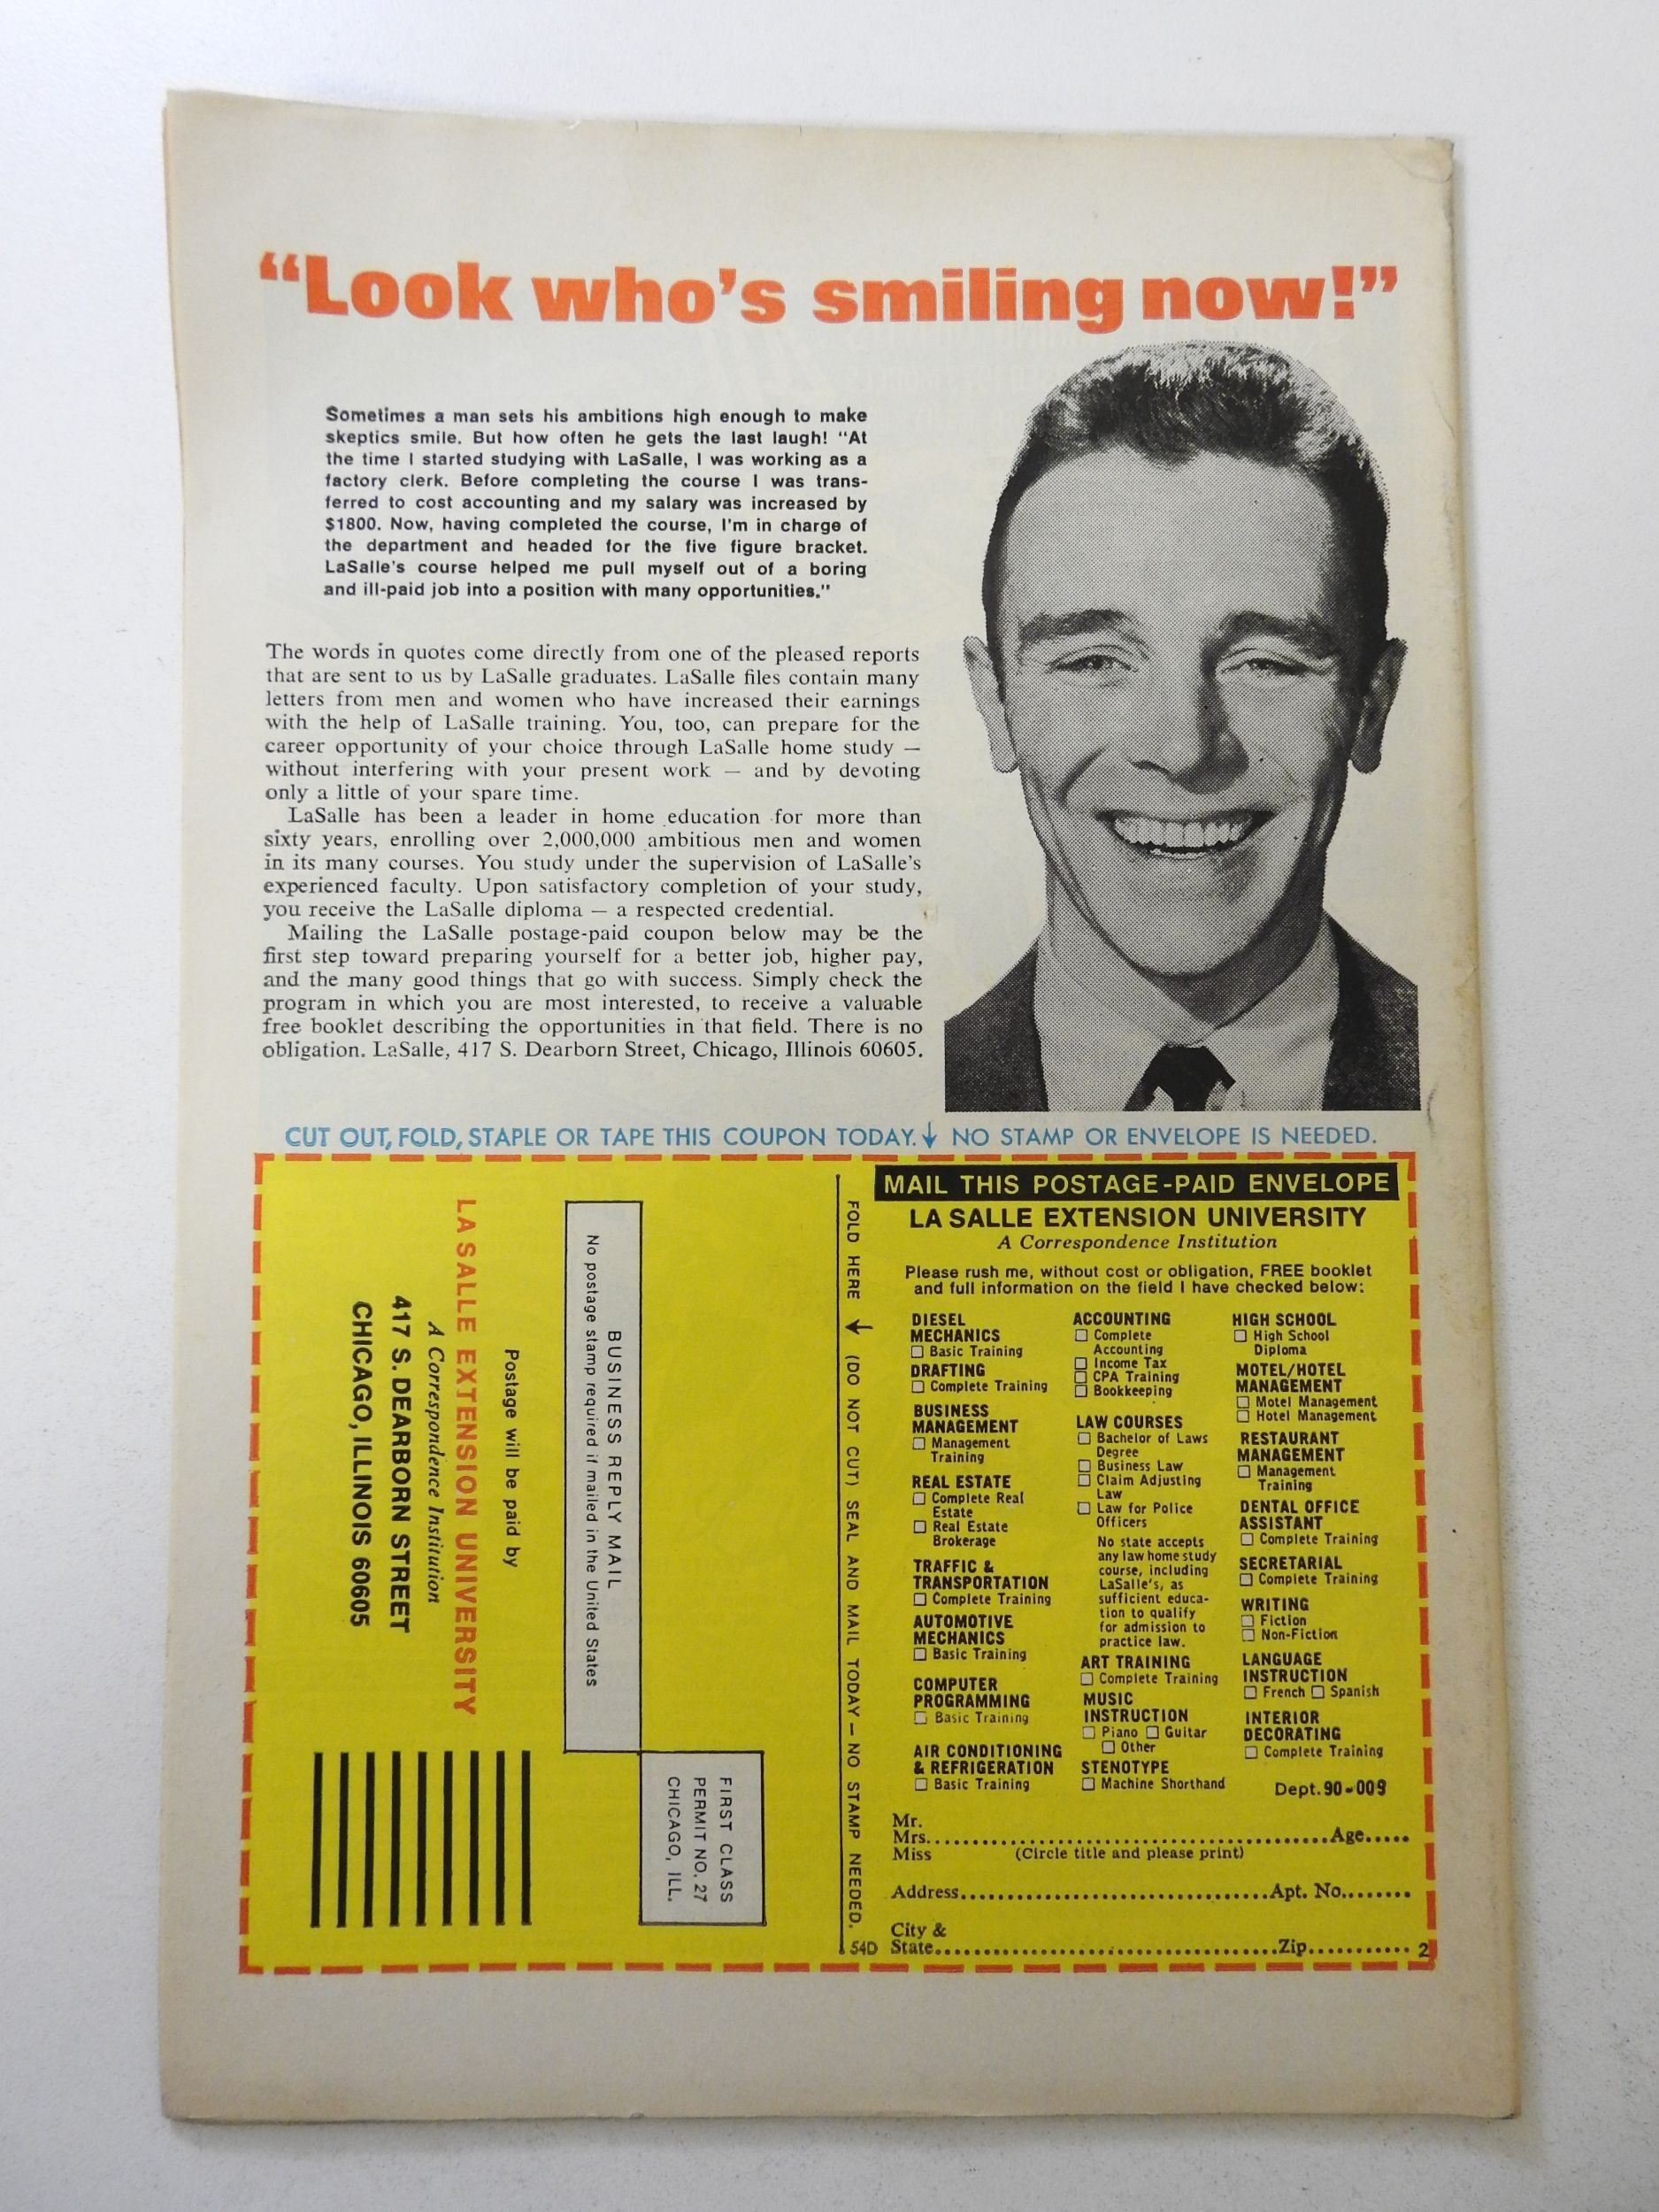 “Look who’s smiling now!”
Sometimes a man sets his ambitions high enough to make
skeptics smile. But how often he gets the last laugh! “At
the time I started studying with LaSalle, I was working as a
factory clerk. Before completing the course I was trans-
ferred to cost accounting and my salary was increased by
$1800. Now, having completed the course, I’m in charge of
the department and headed for the five figure bracket.
LaSalle’s course helped me pull myself out of a boring
and ill-paid job into a position with many opportunities.”
The words in quotes come directly from one of the pleased reports
that are sent to us by LaSalle graduates. LaSalle files contain many
letters from men and women who have increased their earnings
with the help of LaSalle training. You, too, can prepare for the
career opportunity of your choice through LaSalle home study —
without interfering with your present work — and by devoting
only a little of your spare time.
LaSalle has been a leader in home education for more than
sixty years, enrolling over 2,000,000 ambitious men and women
in its many courses. You study under the supervision of LaSalle’s
experienced faculty. Upon satisfactory completion of your study,
you receive the LaSalle diploma — a respected credential.
Mailing the LaSalle postage-paid coupon below may be the
first step toward preparing yourself for a better job, higher pay,
and the many good things that go with success. Simply check the
program in which you are most interested, to receive a valuable
free booklet describing the opportunities in that field. There is no
obligation. LaSalle, 417 S. Dearborn Street, Chicago, Illinois 60605.
CUT OUT, FOLD, STAPLE OR TAPE THIS COUPON TODAY.↓ NO STAMP OR ENVELOPE IS NEEDED.
FIRST CLASS
PERMIT NO. 27
CHICAGO, ILL.
BUSINESS REPLY MAIL
No postage stamp required if mailed in the United States
Postage will be paid by
LA SALLE EXTENSION UNIVERSITY
A Correspondence Institution
417 S. DEARBORN STREET
CHICAGO, ILLINOIS 60605
FOLD HERE ↓ (DO NOT CUT) SEAL AND MAIL TODAY — NO STAMP NEEDED.
MAIL THIS POSTAGE-PAID ENVELOPE
LA SALLE EXTENSION UNIVERSITY
A Correspondence Institution
Please rush me, without cost or obligation, FREE booklet
and full information on the field I have checked below:
DIESEL
MECHANICS
☐ Basic Training
DRAFTING
☐ Complete Training
BUSINESS
MANAGEMENT
☐ Management
Training
REAL ESTATE
☐ Complete Real
Estate
☐ Real Estate
Brokerage
TRAFFIC &
TRANSPORTATION
☐ Complete Training
AUTOMOTIVE
MECHANICS
☐ Basic Training
COMPUTER
PROGRAMMING
☐ Basic Training
AIR CONDITIONING
& REFRIGERATION
☐ Basic Training
ACCOUNTING
☐ Complete
Accounting
☐ Income Tax
☐ CPA Training
☐ Bookkeeping
LAW COURSES
☐ Bachelor of Laws
Degree
☐ Business Law
☐ Claim Adjusting
Law
☐ Law for Police
Officers
No state accepts
any law home study
course, including
LaSalle’s, as
sufficient educa-
tion to qualify
for admission to
practice law.
ART TRAINING
☐ Complete Training
MUSIC
INSTRUCTION
☐ Piano ☐ Guitar
☐ Other
STENOTYPE
☐ Machine Shorthand
HIGH SCHOOL
☐ High School
Diploma
MOTEL/HOTEL
MANAGEMENT
☐ Motel Management
☐ Hotel Management
RESTAURANT
MANAGEMENT
☐ Management
Training
DENTAL OFFICE
ASSISTANT
☐ Complete Training
SECRETARIAL
☐ Complete Training
WRITING
☐ Fiction
☐ Non-Fiction
LANGUAGE
INSTRUCTION
☐ French ☐ Spanish
INTERIOR
DECORATING
☐ Complete Training
Dept. 90-009
Mr.
Mrs.......Age.....
Miss (Circle title and please print)
Address.......Apt. No.......
City &
54D State.......Zip....... 2